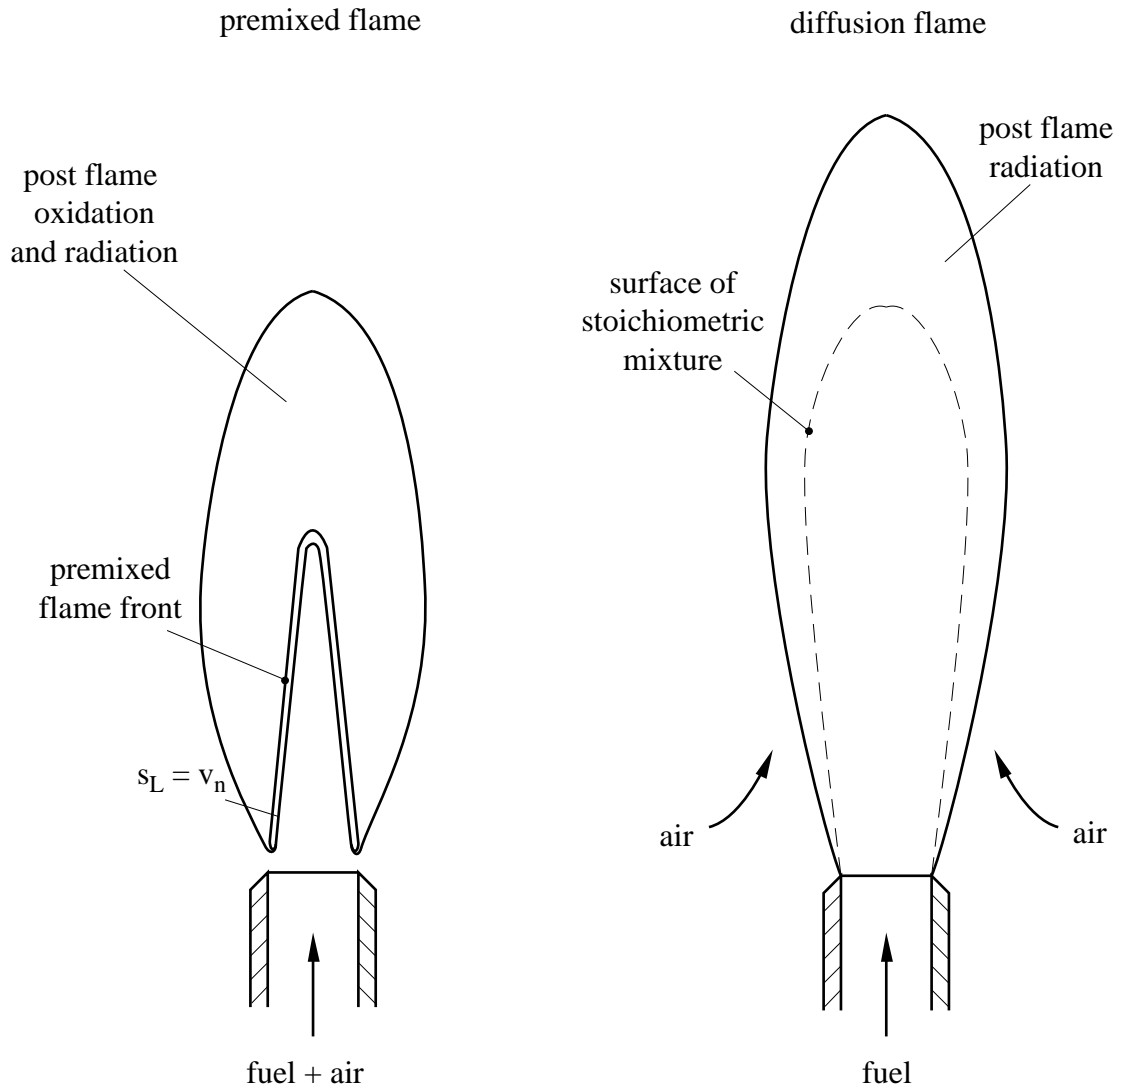 premixed flame
post flame
oxidation
and radiation
premixed
flame front
s_L = v_n
fuel + air
diffusion flame
post flame
radiation
surface of
stoichiometric
mixture
air
air
fuel